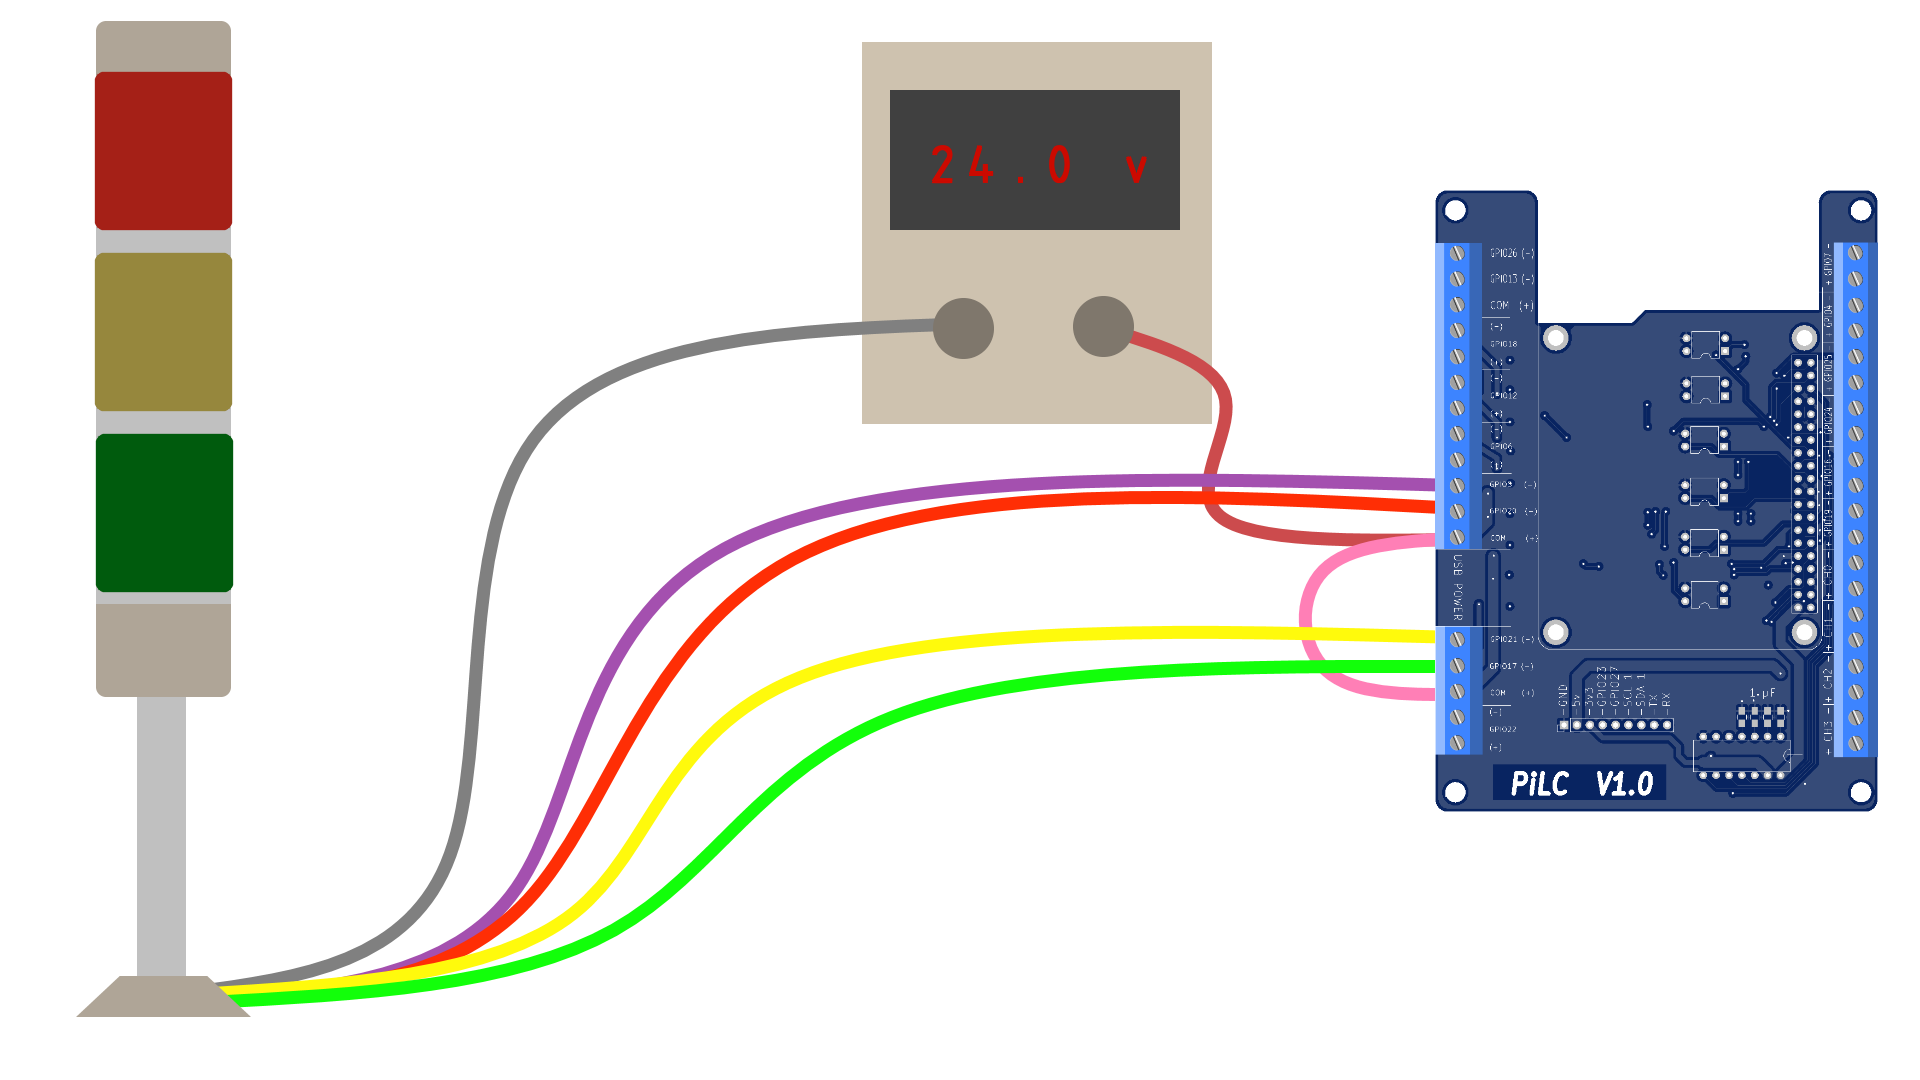 24.0 v
GPIO26 (-)
GPIO13 (-)
COM (+)
(-)
GPIO18
(+)
(-)
GPIO12
(+)
(-)
GPIO6
(+)
(-)
GPIO20 (-)
COM (+)
USB POWER
GPIO21 (-)
GPIO17 (-)
COM (+)
(-)
GPIO22
(+)
+ GPIO7 -
+ GPIO4 -
+ GPIO25 -
+ GPIO24 -
+ GPIO16 -
+ GPIO19 -
+ CH0 -
+ CH1 -
+ CH2 -
+ CH3 -
GND
5v
3v3
GPIO23
GPIO27
SCL 1
SDA 1
TX
RX
1.µF
PiLC V1.0